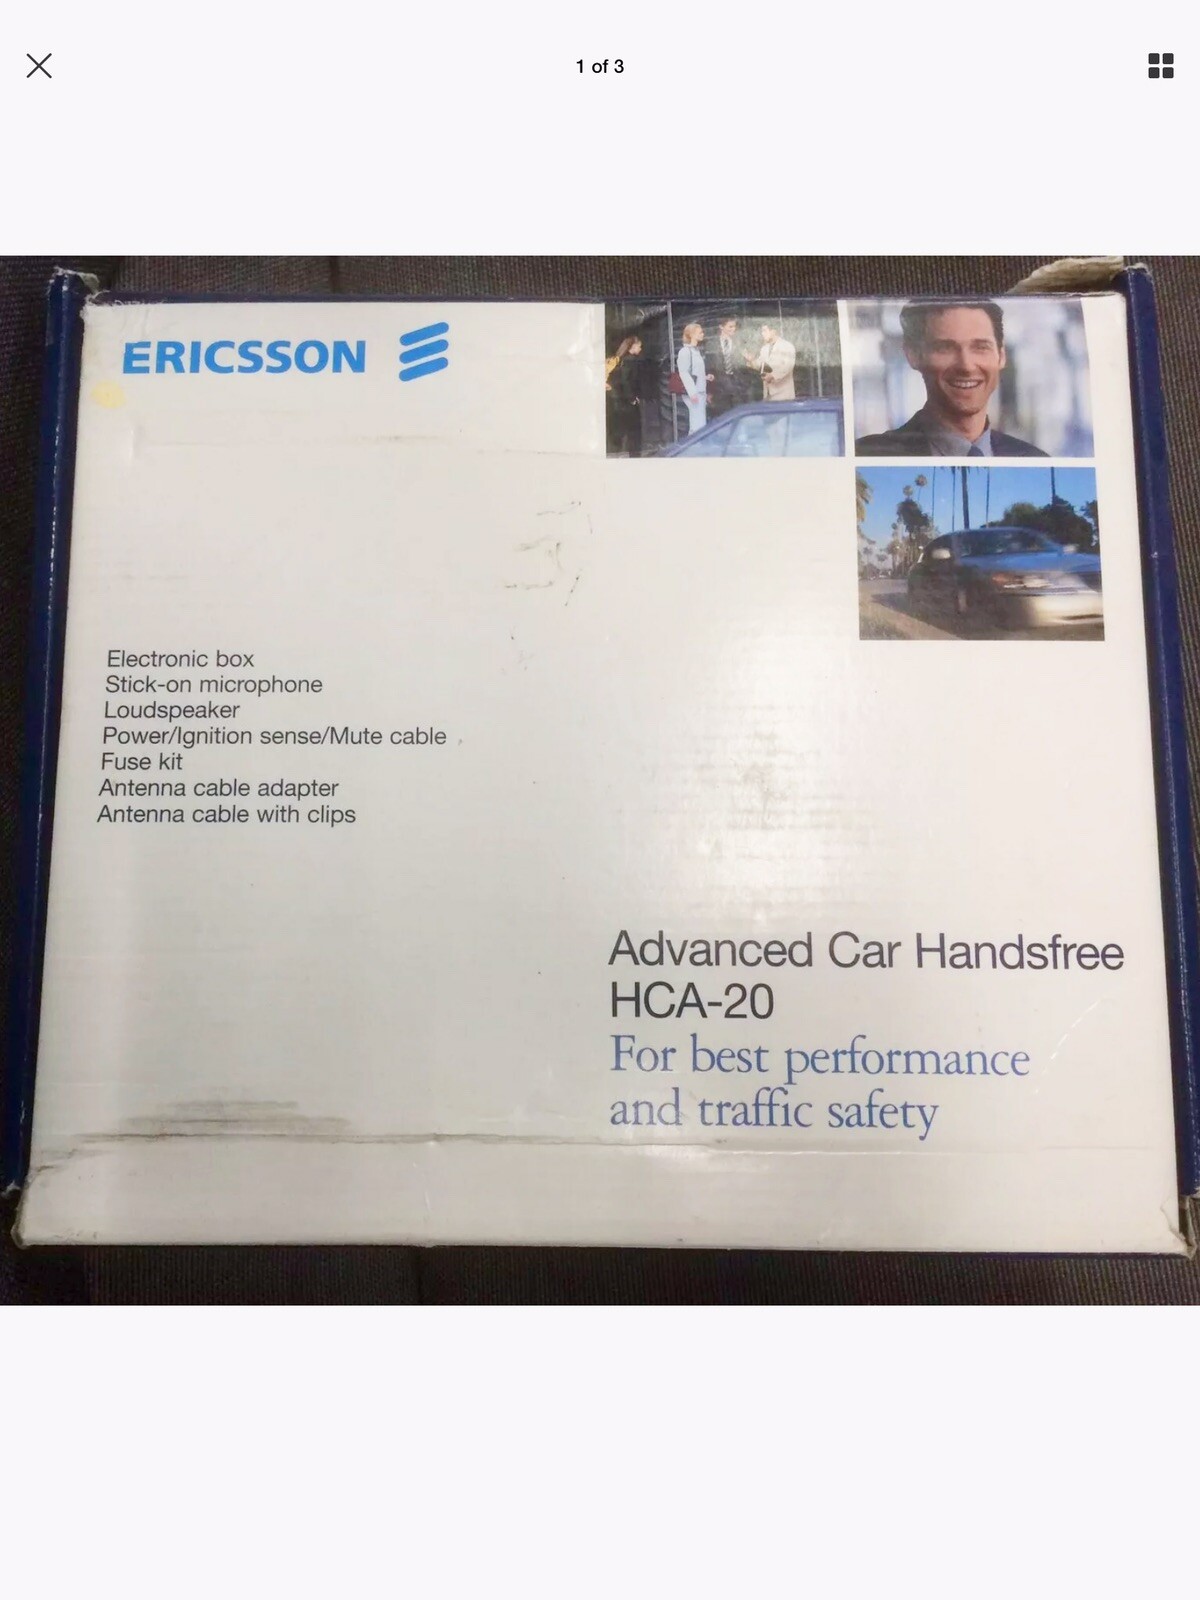 1 of 3
ERICSSON
Electronic box
Stick-on microphone
Loudspeaker
Power/Ignition sense/Mute cable
Fuse kit
Antenna cable adapter
Antenna cable with clips
Advanced Car Handsfree
HCA-20
For best performance
and traffic safety